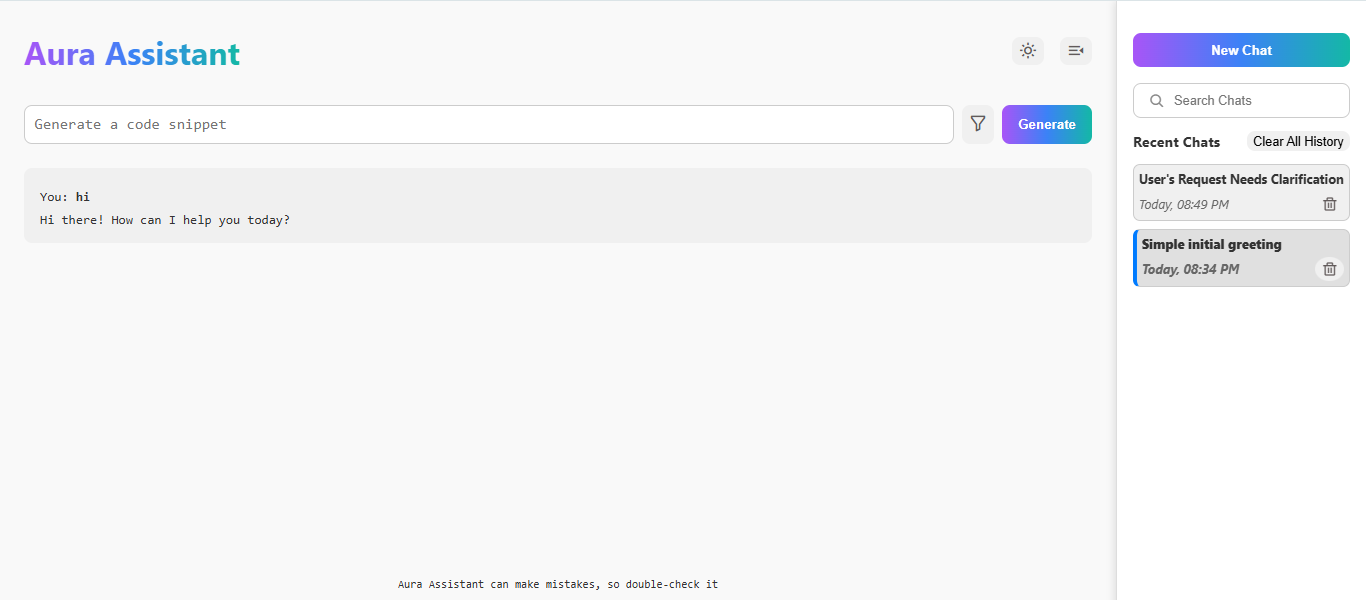 Aura Assistant
Generate a code snippet
Generate
You: hi
Hi there! How can I help you today?
Aura Assistant can make mistakes, so double-check it
New Chat
Search Chats
Recent Chats
Clear All History
User's Request Needs Clarification
Today, 08:49 PM
Simple initial greeting
Today, 08:34 PM